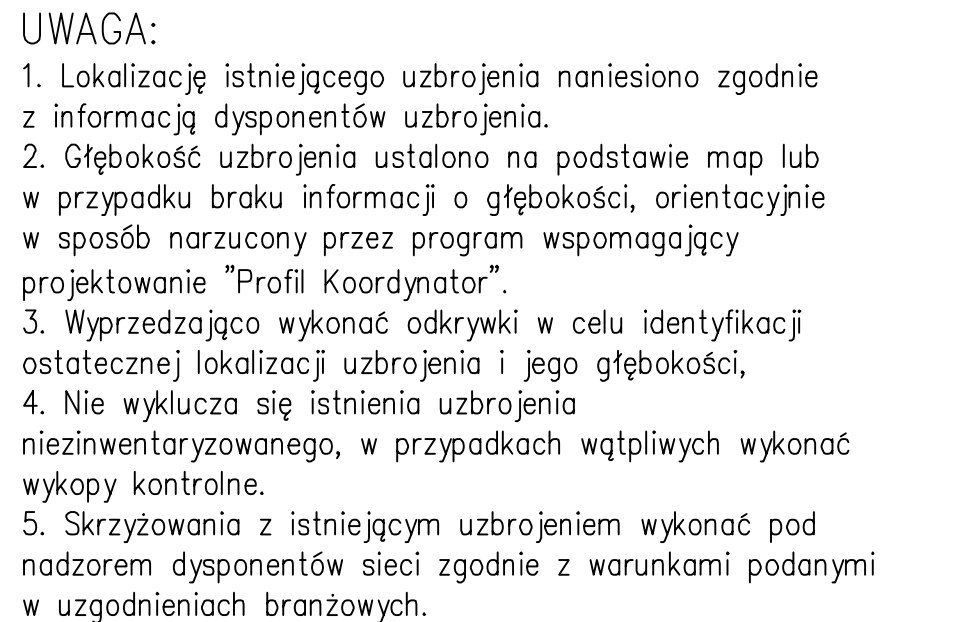 UWAGA:
1. Lokalizację istniejącego uzbrojenia naniesiono zgodnie
z informacją dysponentów uzbrojenia.
2. Głębokość uzbrojenia ustalono na podstawie map lub
w przypadku braku informacji o głębokości, orientacyjnie
w sposób narzucony przez program wspomagający
projektowanie ”Profil Koordynator”.
3. Wyprzedzająco wykonać odkrywki w celu identyfikacji
ostatecznej lokalizacji uzbrojenia i jego głębokości,
4. Nie wyklucza się istnienia uzbrojenia
niezinwentaryzowanego, w przypadkach wątpliwych wykonać
wykopy kontrolne.
5. Skrzyżowania z istniejącym uzbrojeniem wykonać pod
nadzorem dysponentów sieci zgodnie z warunkami podanymi
w uzgodnieniach branżowych.